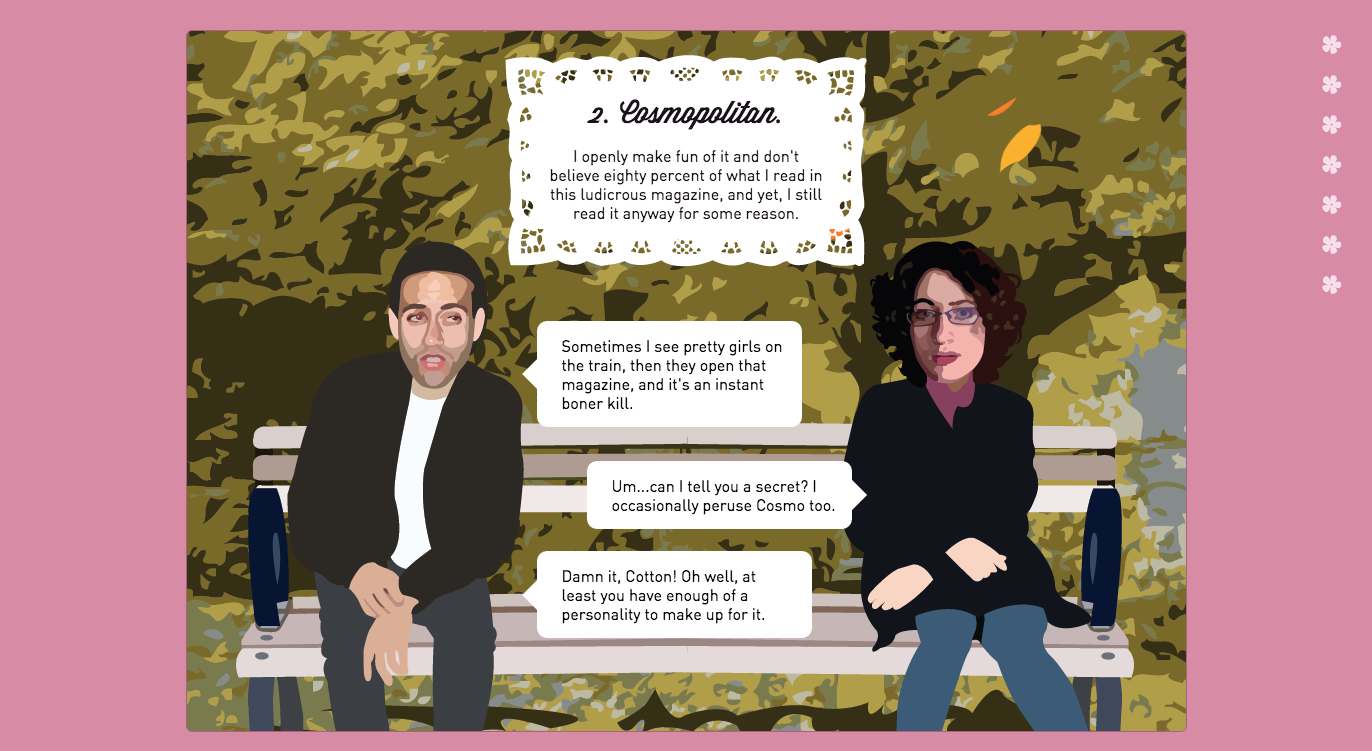 2. Cosmopolitan.
I openly make fun of it and don't
believe eighty percent of what I read in
this ludicrous magazine, and yet, I still
read it anyway for some reason.
Sometimes I see pretty girls on
the train, then they open that
magazine, and it's an instant
boner kill.
Um...can I tell you a secret? I
occasionally peruse Cosmo too.
Damn it, Cotton! Oh well, at
least you have enough of a
personality to make up for it.